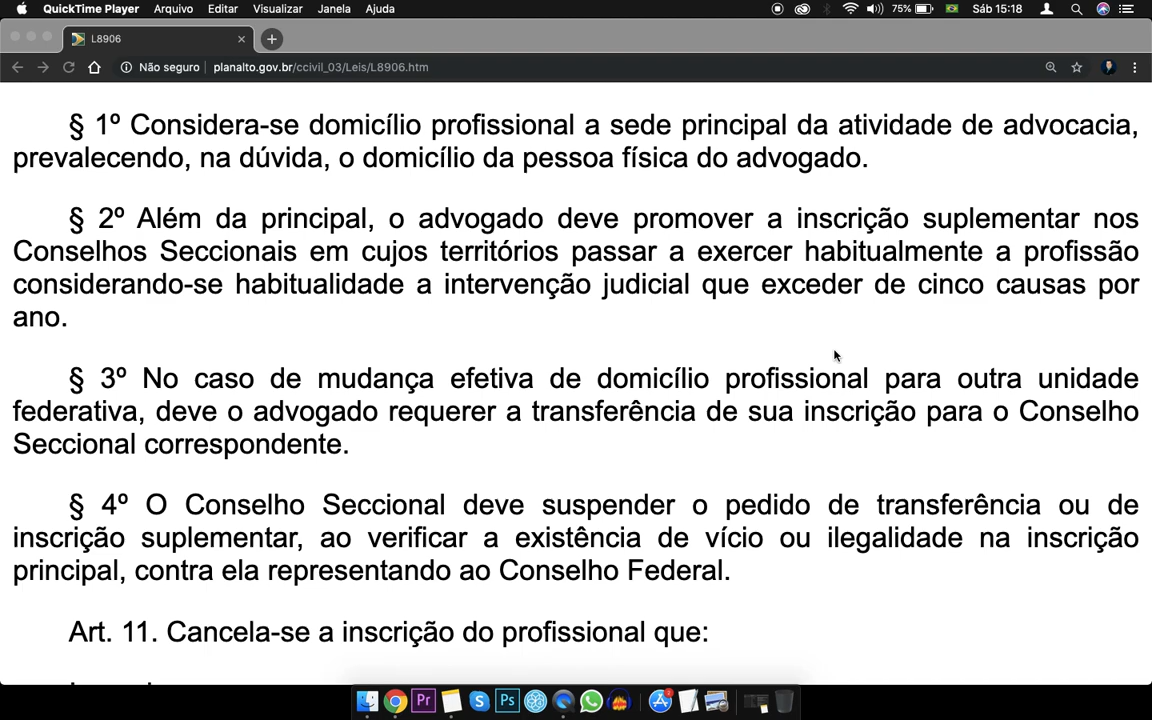 QuickTime Player Arquivo Editar Visualizar Janela Ajuda 75% Sáb 15:18
L8906
Não seguro planalto.gov.br/ccivil_03/Leis/L8906.htm
§ 1º Considera-se domicílio profissional a sede principal da atividade de advocacia,
prevalecendo, na dúvida, o domicílio da pessoa física do advogado.
§ 2º Além da principal, o advogado deve promover a inscrição suplementar nos
Conselhos Seccionais em cujos territórios passar a exercer habitualmente a profissão
considerando-se habitualidade a intervenção judicial que exceder de cinco causas por
ano.
§ 3º No caso de mudança efetiva de domicílio profissional para outra unidade
federativa, deve o advogado requerer a transferência de sua inscrição para o Conselho
Seccional correspondente.
§ 4º O Conselho Seccional deve suspender o pedido de transferência ou de
inscrição suplementar, ao verificar a existência de vício ou ilegalidade na inscrição
principal, contra ela representando ao Conselho Federal.
Art. 11. Cancela-se a inscrição do profissional que:
Pr Ps